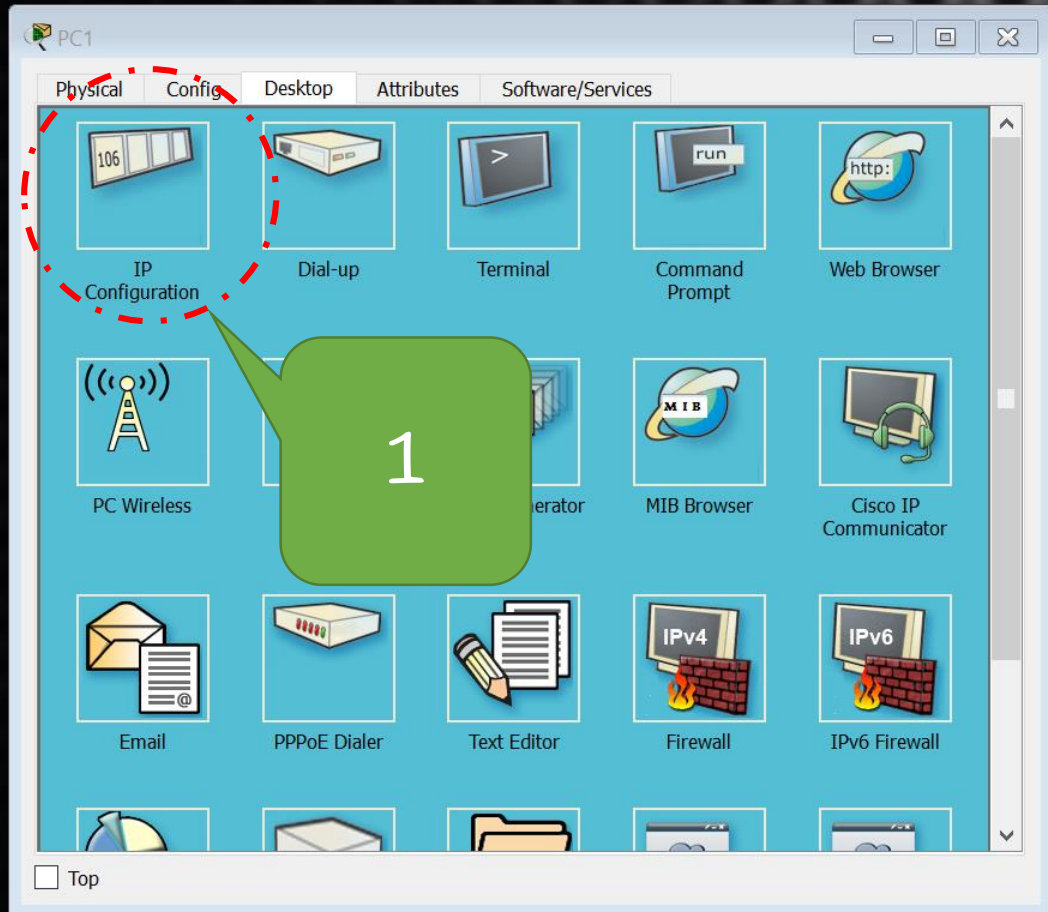 PC1
Physical Config Desktop Attributes Software/Services
106
>
run
http:
IP
Configuration
Dial-up
Terminal
Command
Prompt
Web Browser
1
MIB
PC Wireless
MIB Browser
Cisco IP
Communicator
@
IPv4
IPv6
Email
PPPoE Dialer
Text Editor
Firewall
IPv6 Firewall
Top